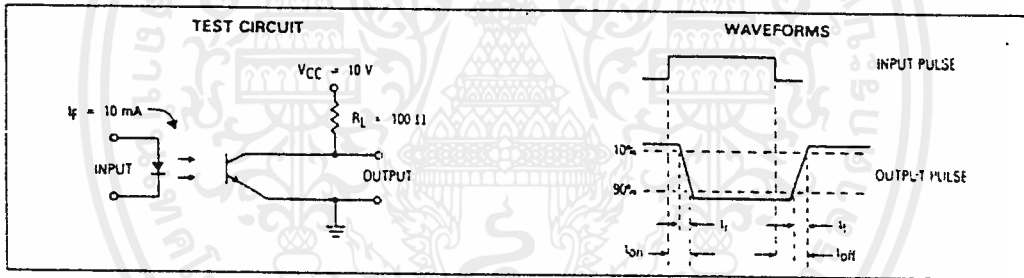 TEST CIRCUIT
VCC = 10 V
IF = 10 mA
RL = 100 Ω
INPUT
OUTPUT
WAVEFORMS
INPUT PULSE
10%
OUTPUT PULSE
90%
tr
tf
ton
toff